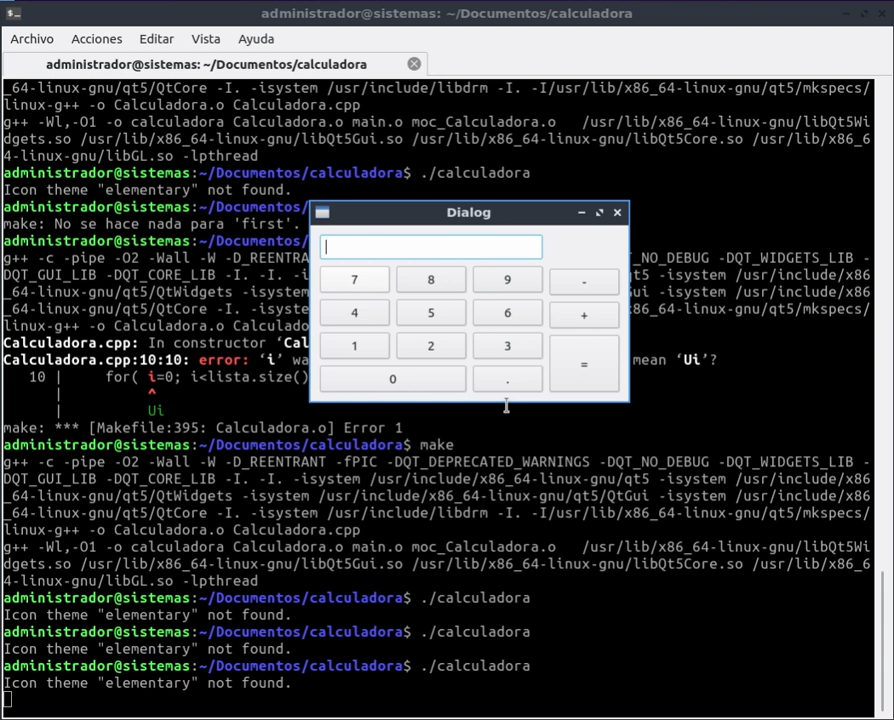 administrador@sistemas: ~/Documentos/calculadora
Archivo Acciones Editar Vista Ayuda
administrador@sistemas: ~/Documentos/calculadora
_64-linux-gnu/qt5/QtCore -I. -isystem /usr/include/libdrm -I. -I/usr/lib/x86_64-linux-gnu/qt5/mkspecs/
linux-g++ -o Calculadora.o Calculadora.cpp
g++ -Wl,-O1 -o calculadora Calculadora.o main.o moc_Calculadora.o /usr/lib/x86_64-linux-gnu/libQt5Wi
dgets.so /usr/lib/x86_64-linux-gnu/libQt5Gui.so /usr/lib/x86_64-linux-gnu/libQt5Core.so /usr/lib/x86_6
4-linux-gnu/libGL.so -lpthread
administrador@sistemas:~/Documentos/calculadora$ ./calculadora
Icon theme "elementary" not found.
administrador@sistemas:~/Documentos/
make: No se hace nada para 'first'.
administrador@sistemas:~/Documentos/
g++ -c -pipe -O2 -Wall -W -D_REENTRA T_NO_DEBUG -DQT_WIDGETS_LIB -
DQT_GUI_LIB -DQT_CORE_LIB -I. -I. -i t5 -isystem /usr/include/x86
_64-linux-gnu/qt5/QtWidgets -isystem ui -isystem /usr/include/x86
_64-linux-gnu/qt5/QtCore -I. -isyste x86_64-linux-gnu/qt5/mkspecs/
linux-g++ -o Calculadora.o Calculado
Calculadora.cpp: In constructor ‘Cal
Calculadora.cpp:10:10: error: ‘i’ wa mean ‘Ui’?
10 | for( i=0; i<lista.size()
| ^
| Ui
make: *** [Makefile:395: Calculadora.o] Error 1
administrador@sistemas:~/Documentos/calculadora$ make
g++ -c -pipe -O2 -Wall -W -D_REENTRANT -fPIC -DQT_DEPRECATED_WARNINGS -DQT_NO_DEBUG -DQT_WIDGETS_LIB -
DQT_GUI_LIB -DQT_CORE_LIB -I. -I. -isystem /usr/include/x86_64-linux-gnu/qt5 -isystem /usr/include/x86
_64-linux-gnu/qt5/QtWidgets -isystem /usr/include/x86_64-linux-gnu/qt5/QtGui -isystem /usr/include/x86
_64-linux-gnu/qt5/QtCore -I. -isystem /usr/include/libdrm -I. -I/usr/lib/x86_64-linux-gnu/qt5/mkspecs/
linux-g++ -o Calculadora.o Calculadora.cpp
g++ -Wl,-O1 -o calculadora Calculadora.o main.o moc_Calculadora.o /usr/lib/x86_64-linux-gnu/libQt5Wi
dgets.so /usr/lib/x86_64-linux-gnu/libQt5Gui.so /usr/lib/x86_64-linux-gnu/libQt5Core.so /usr/lib/x86_6
4-linux-gnu/libGL.so -lpthread
administrador@sistemas:~/Documentos/calculadora$ ./calculadora
Icon theme "elementary" not found.
administrador@sistemas:~/Documentos/calculadora$ ./calculadora
Icon theme "elementary" not found.
administrador@sistemas:~/Documentos/calculadora$ ./calculadora
Icon theme "elementary" not found.
Dialog
7 8 9 -
4 5 6 +
1 2 3 =
0 .